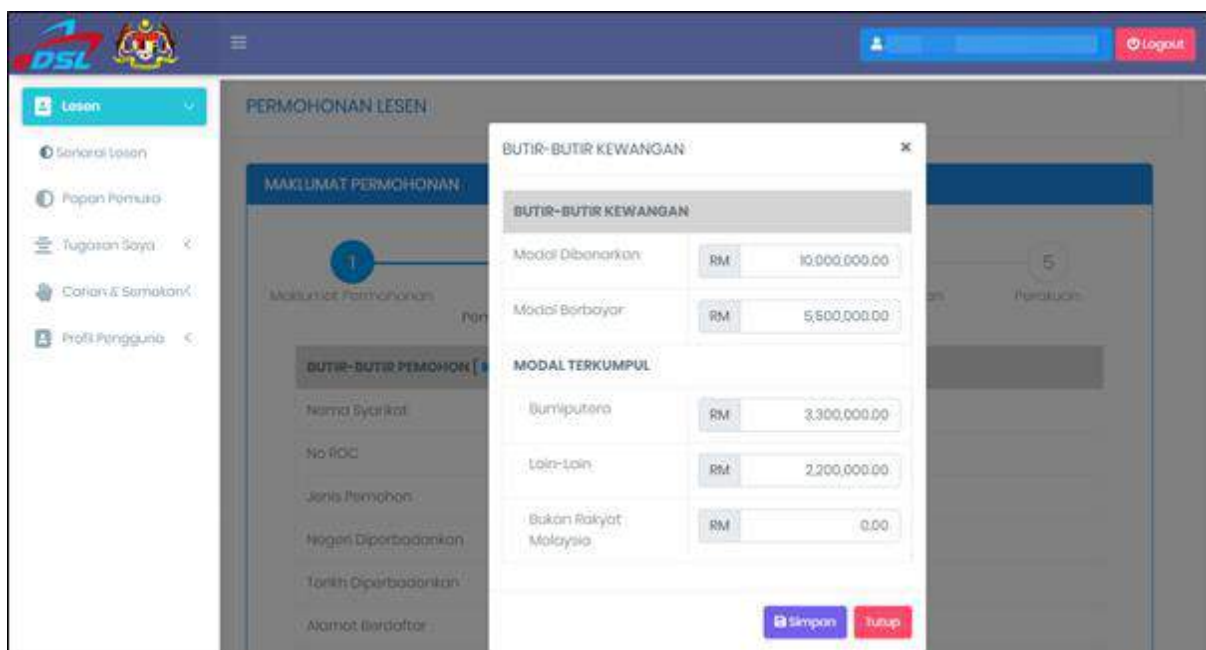 DSL
Logout
Lesen
PERMOHONAN LESEN
Senarai Lesen
Papan Pemuka
Tugasan Saya
Carian & Semakan
Profil Pengguna
MAKLUMAT PERMOHONAN
1
Maklumat Permohonan
5
Perakuan
BUTIR-BUTIR PEMOHON [
Nama Syarikat
No ROC
Jenis Pemohon
Negeri Diperbadankan
Tarikh Diperbadankan
Alamat Berdaftar
BUTIR-BUTIR KEWANGAN
BUTIR-BUTIR KEWANGAN
Modal Dibenarkan
RM 10,000,000.00
Modal Berbayar
RM 5,500,000.00
MODAL TERKUMPUL
Bumiputera
RM 3,300,000.00
Lain-Lain
RM 2,200,000.00
Bukan Rakyat
Malaysia
RM 0.00
Simpan
Tutup